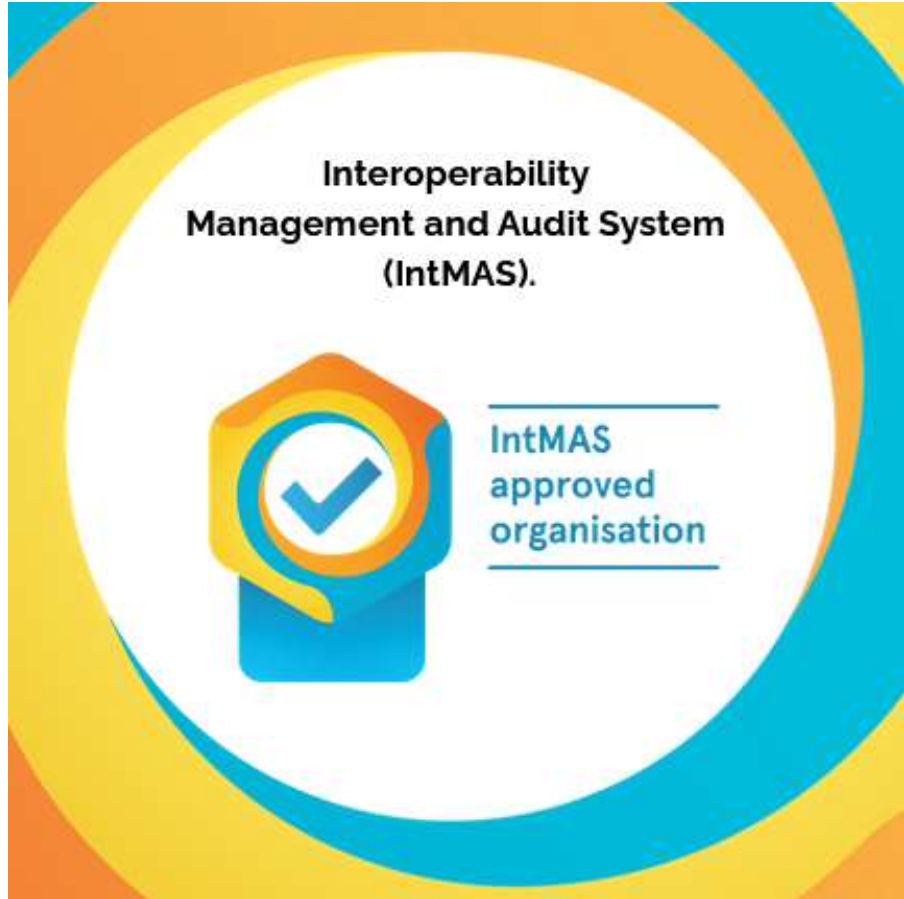 Interoperability
Management and Audit System
(IntMAS).
IntMAS
approved
organisation